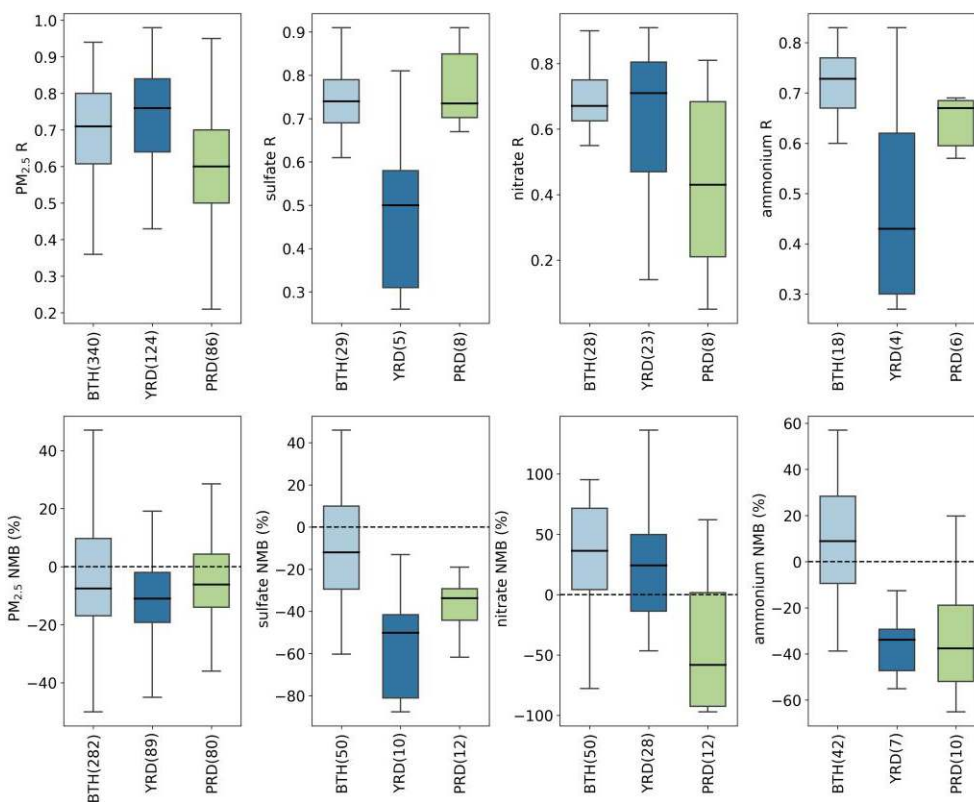 PM2.5 R
1.0
0.9
0.8
0.7
0.6
0.5
0.4
0.3
0.2
BTH(340)
YRD(124)
PRD(86)
sulfate R
0.9
0.8
0.7
0.6
0.5
0.4
0.3
BTH(29)
YRD(5)
PRD(8)
nitrate R
0.8
0.6
0.4
0.2
BTH(28)
YRD(23)
PRD(8)
ammonium R
0.8
0.7
0.6
0.5
0.4
0.3
BTH(18)
YRD(4)
PRD(6)
PM2.5 NMB (%)
40
20
0
−20
−40
BTH(282)
YRD(89)
PRD(80)
sulfate NMB (%)
40
20
0
−20
−40
−60
−80
BTH(50)
YRD(10)
PRD(12)
nitrate NMB (%)
100
50
0
−50
−100
BTH(50)
YRD(28)
PRD(12)
ammonium NMB (%)
60
40
20
0
−20
−40
−60
BTH(42)
YRD(7)
PRD(10)